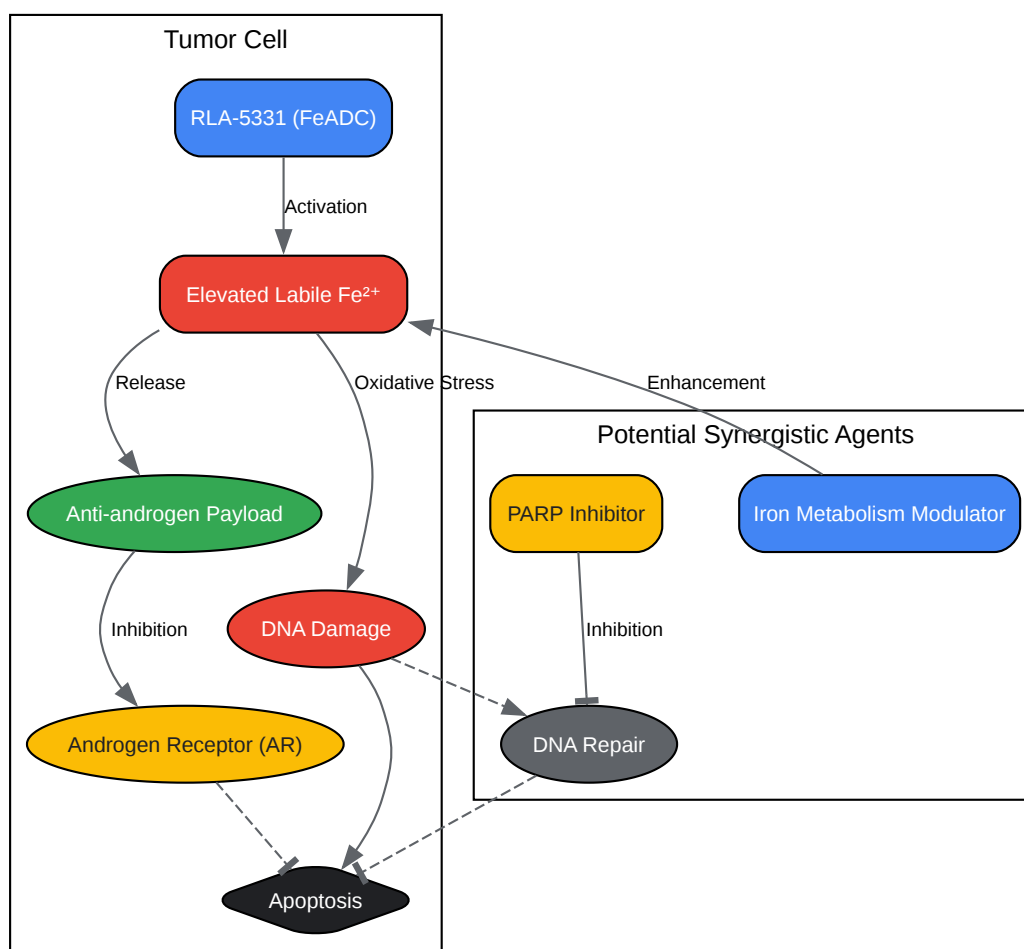 Tumor Cell
RLA-5331 (FeADC)
Activation
Elevated Labile Fe²⁺
Release
Oxidative Stress
Enhancement
Potential Synergistic Agents
Anti-androgen Payload
PARP Inhibitor
Iron Metabolism Modulator
Inhibition
DNA Damage
Inhibition
Androgen Receptor (AR)
DNA Repair
Apoptosis